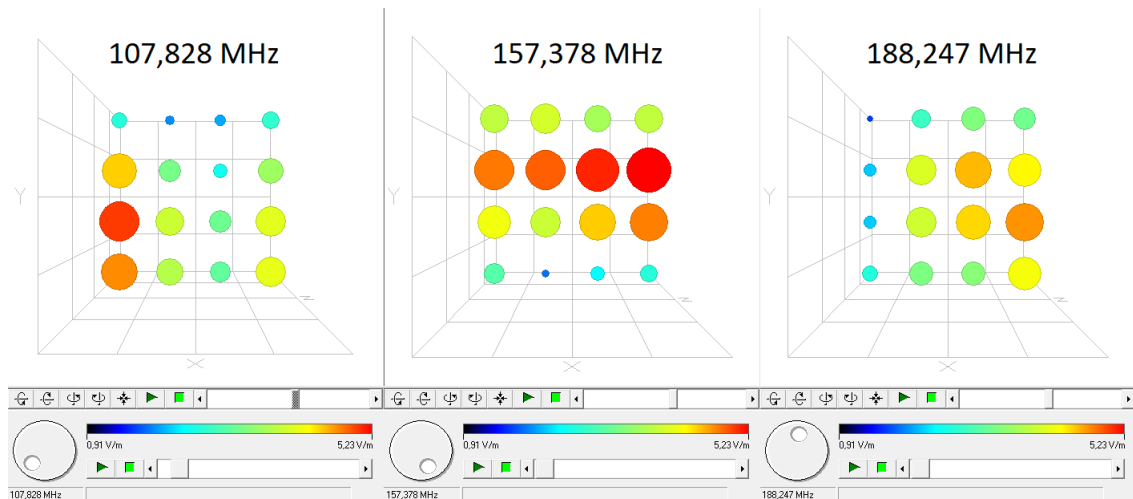 107,828 MHz
157,378 MHz
188,247 MHz
Y
Z
X
Y
Z
X
Y
Z
X
0,91 V/m
5,23 V/m
0,91 V/m
5,23 V/m
0,91 V/m
5,23 V/m
107,828 MHz
157,378 MHz
188,247 MHz